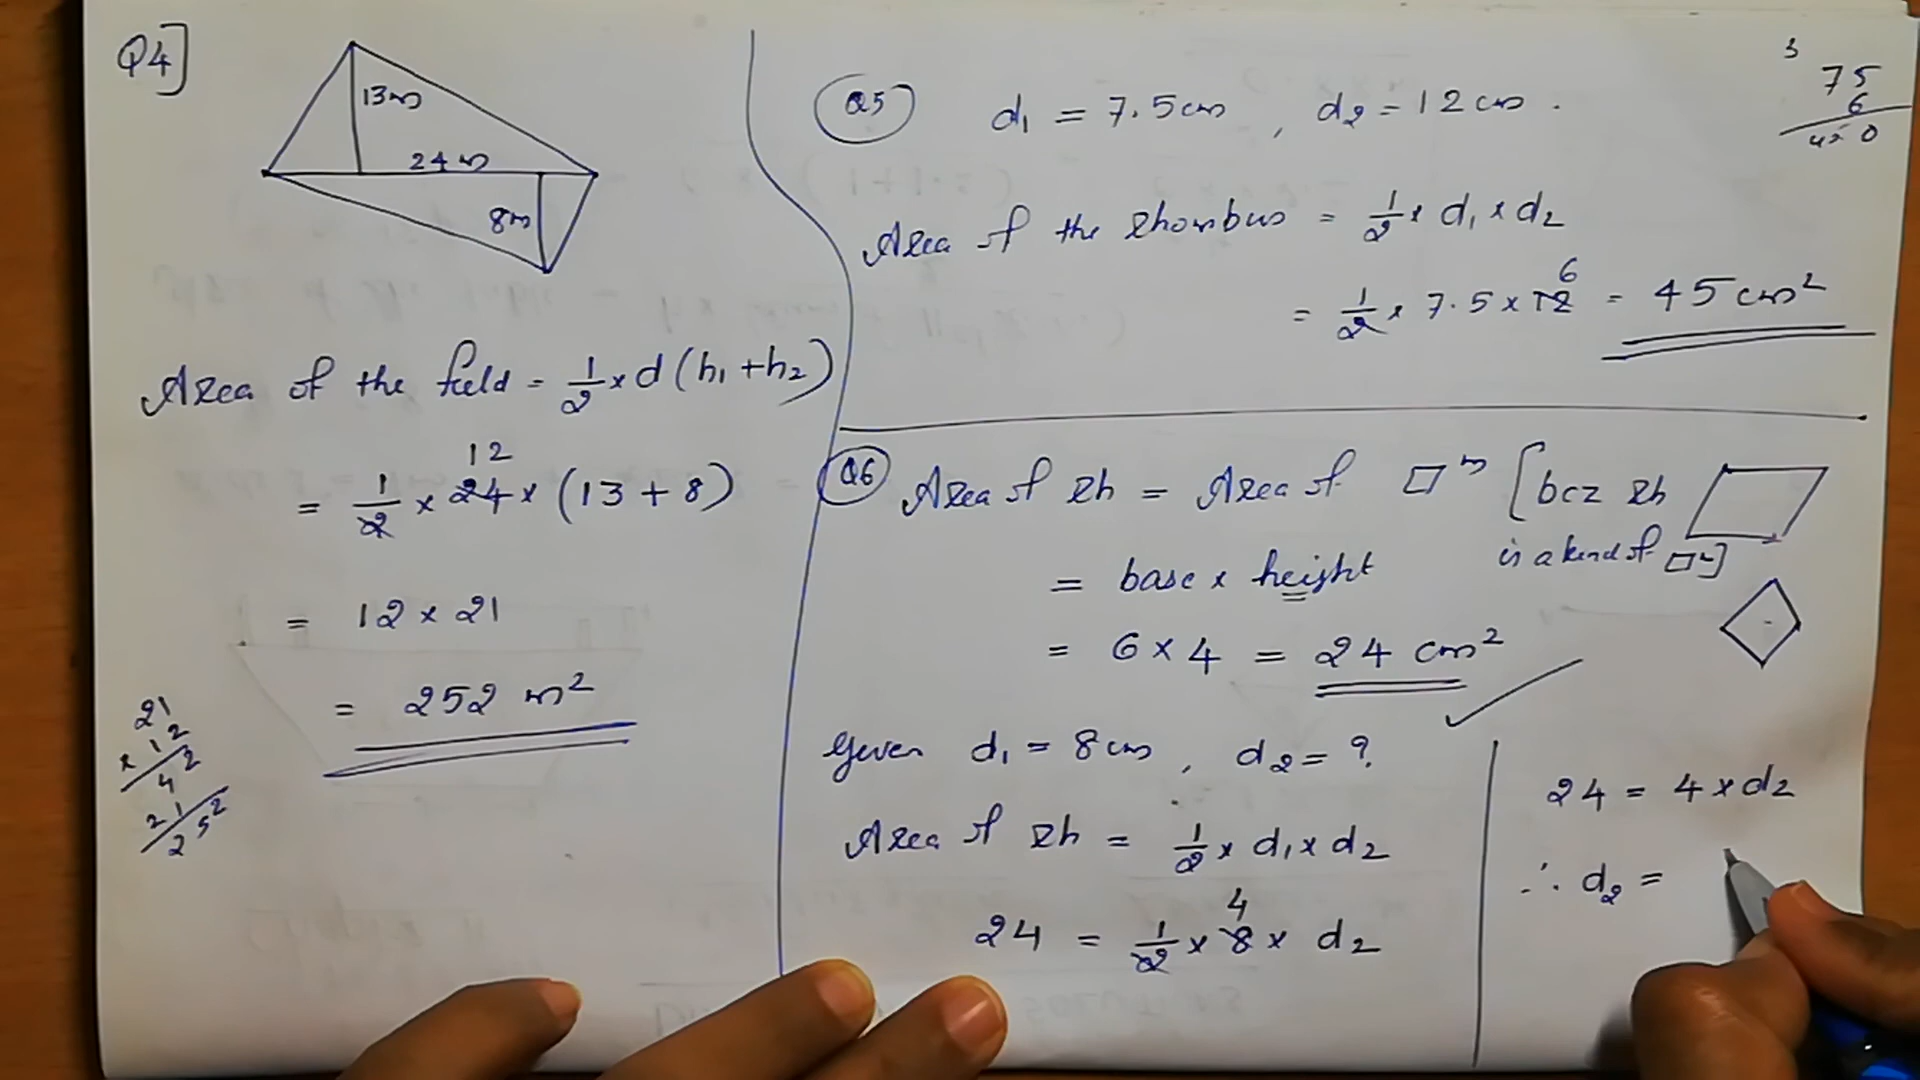 Q4]
13m
24m
8m
Area of the field = 1/2 × d (h₁ + h₂)
12
= 1/2 × 24 × (13 + 8)
= 12 × 21
= 252 m²
21
× 12
42
21
252
Q5 d₁ = 7.5 cm , d₂ = 12 cm .
Area of the rhombus = 1/2 × d₁ × d₂
6
= 1/2 × 7.5 × 12 = 45 cm²
3
75
6
450
Q6 Area of rh = Area of ▱m [bcz rh
is a kind of ▱m]
= base × height
= 6 × 4 = 24 cm²
Given d₁ = 8 cm , d₂ = ?
Area of rh = 1/2 × d₁ × d₂
4
24 = 1/2 × 8 × d₂
24 = 4 × d₂
∴ d₂ =